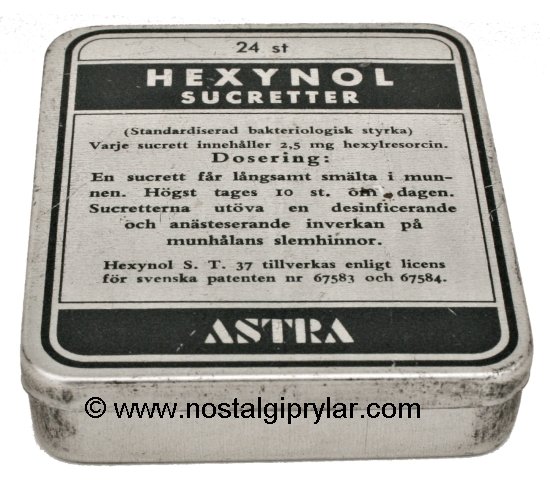 24 st
HEXYNOL
SUCRETTER
(Standardiserad bakteriologisk styrka)
Varje sucrett innehåller 2,5 mg hexylresorcin.
Dosering:
En sucrett får långsamt smälta i mun-
nen. Högst tages 10 st. om dagen.
Sucretterna utöva en desinficerande
och anästeserande inverkan på
munhålans slemhinnor.
Hexynol S. T. 37 tillverkas enligt licens
för svenska patenten nr 67583 och 67584.
ASTRA
© www.nostalgiprylar.com